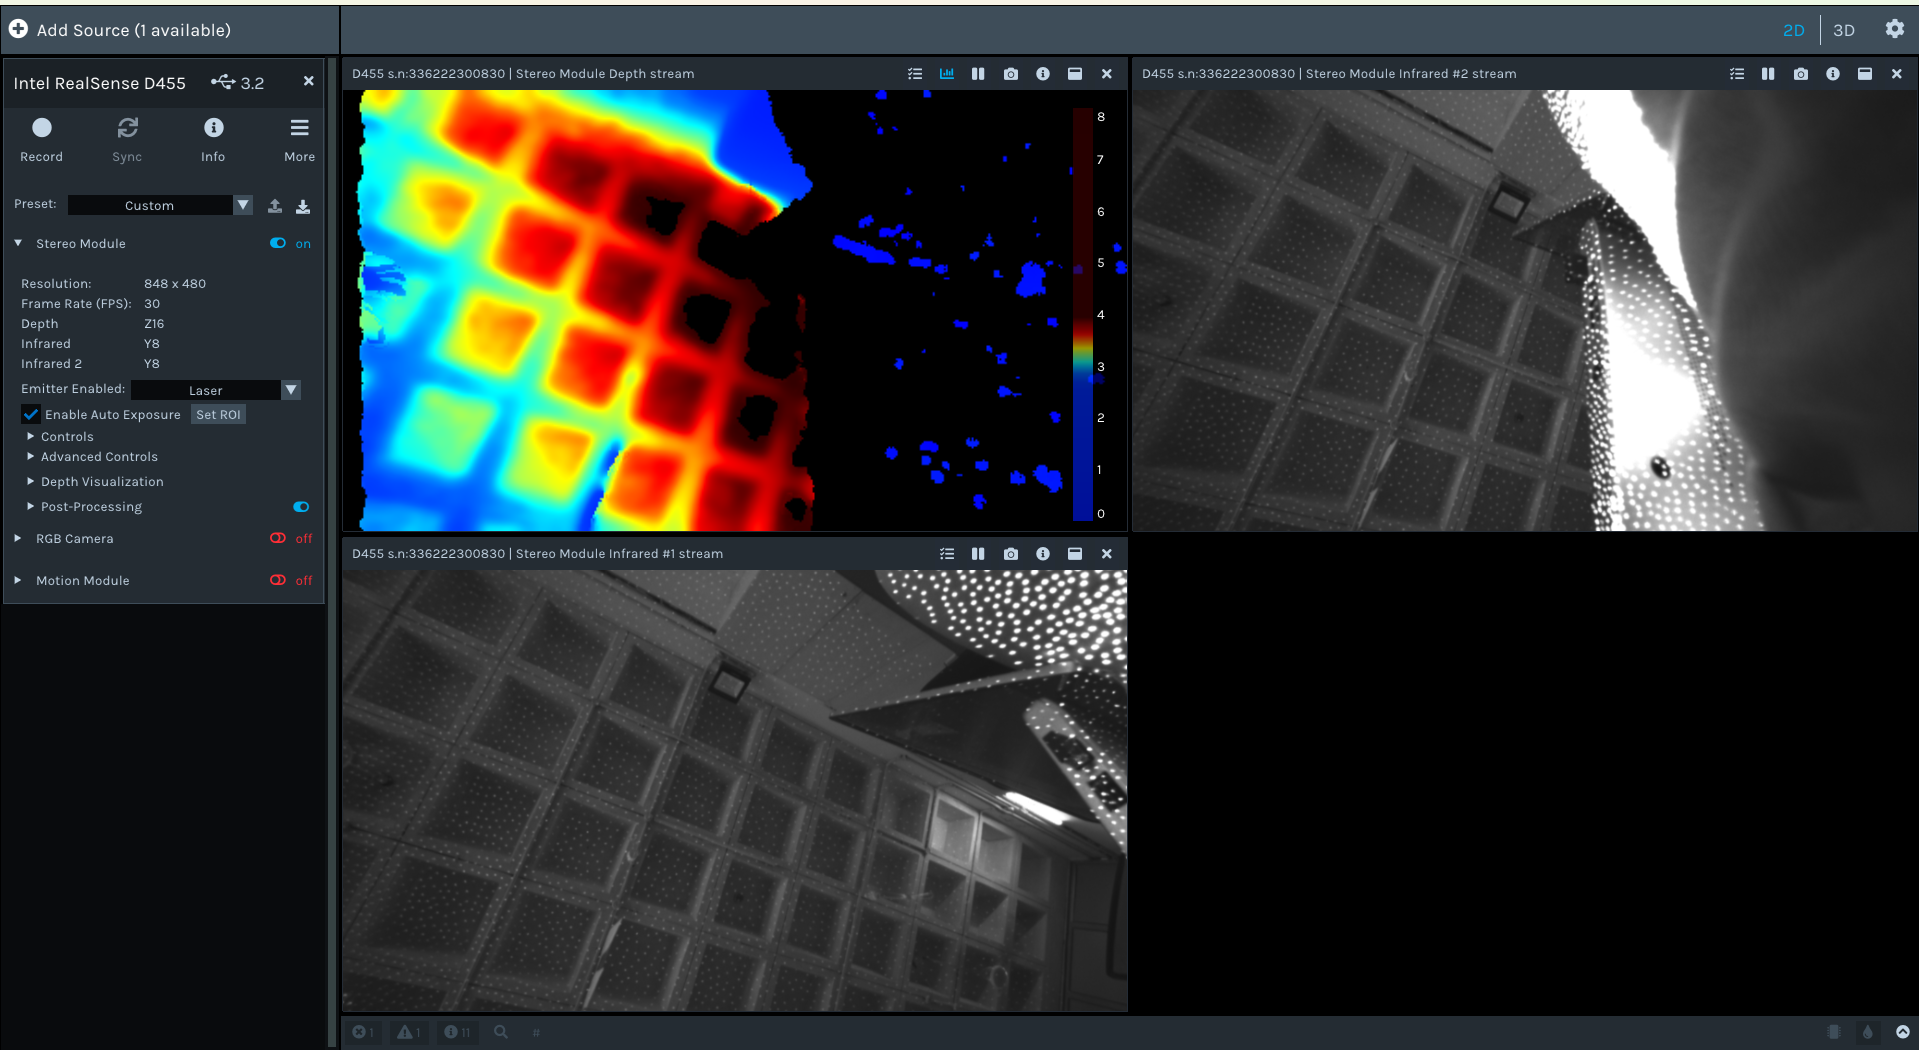 Add Source (1 available)
2D | 3D
Intel RealSense D455 3.2
Record Sync Info More
Preset: Custom
Stereo Module on
Resolution: 848 x 480
Frame Rate (FPS): 30
Depth Z16
Infrared Y8
Infrared 2 Y8
Emitter Enabled: Laser
Enable Auto Exposure Set ROI
Controls
Advanced Controls
Depth Visualization
Post-Processing
RGB Camera off
Motion Module off
D455 s.n:336222300830 | Stereo Module Depth stream
8
7
6
5
4
3
2
1
0
D455 s.n:336222300830 | Stereo Module Infrared #2 stream
D455 s.n:336222300830 | Stereo Module Infrared #1 stream
1 1 11 #